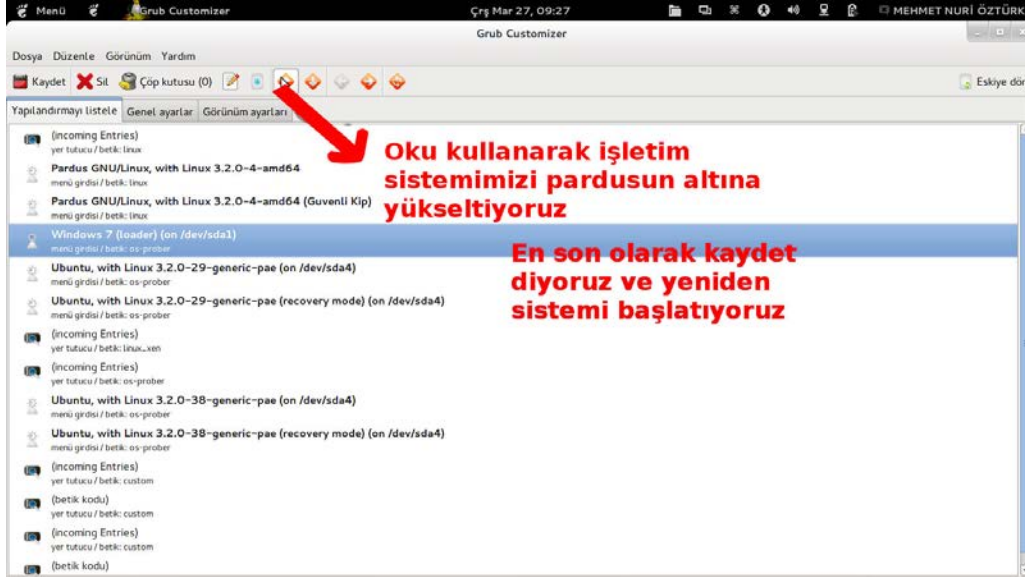 Menü
Grub Customizer
Çrş Mar 27, 09:27
MEHMET NURİ ÖZTÜRK
Grub Customizer
Dosya Düzenle Görünüm Yardım
Kaydet Sil Çöp kutusu (0)
Eskiye dön
Yapılandırmayı listele Genel ayarlar Görünüm ayarları
(incoming Entries)
yer tutucu / betik: linux
Pardus GNU/Linux, with Linux 3.2.0-4-amd64
menü girdisi / betik: linux
Pardus GNU/Linux, with Linux 3.2.0-4-amd64 (Guvenli Kip)
menü girdisi / betik: linux
Windows 7 (loader) (on /dev/sda1)
menü girdisi / betik: os-prober
Ubuntu, with Linux 3.2.0-29-generic-pae (on /dev/sda4)
menü girdisi / betik: os-prober
Ubuntu, with Linux 3.2.0-29-generic-pae (recovery mode) (on /dev/sda4)
menü girdisi / betik: os-prober
(incoming Entries)
yer tutucu / betik: linux_xen
(incoming Entries)
yer tutucu / betik: os-prober
Ubuntu, with Linux 3.2.0-38-generic-pae (on /dev/sda4)
menü girdisi / betik: os-prober
Ubuntu, with Linux 3.2.0-38-generic-pae (recovery mode) (on /dev/sda4)
menü girdisi / betik: os-prober
(incoming Entries)
yer tutucu / betik: custom
(betik kodu)
yer tutucu / betik: custom
(incoming Entries)
yer tutucu / betik: custom
(betik kodu)
Oku kullanarak işletim
sistemimizi pardusun altına
yükseltiyoruz
En son olarak kaydet
diyoruz ve yeniden
sistemi başlatıyoruz